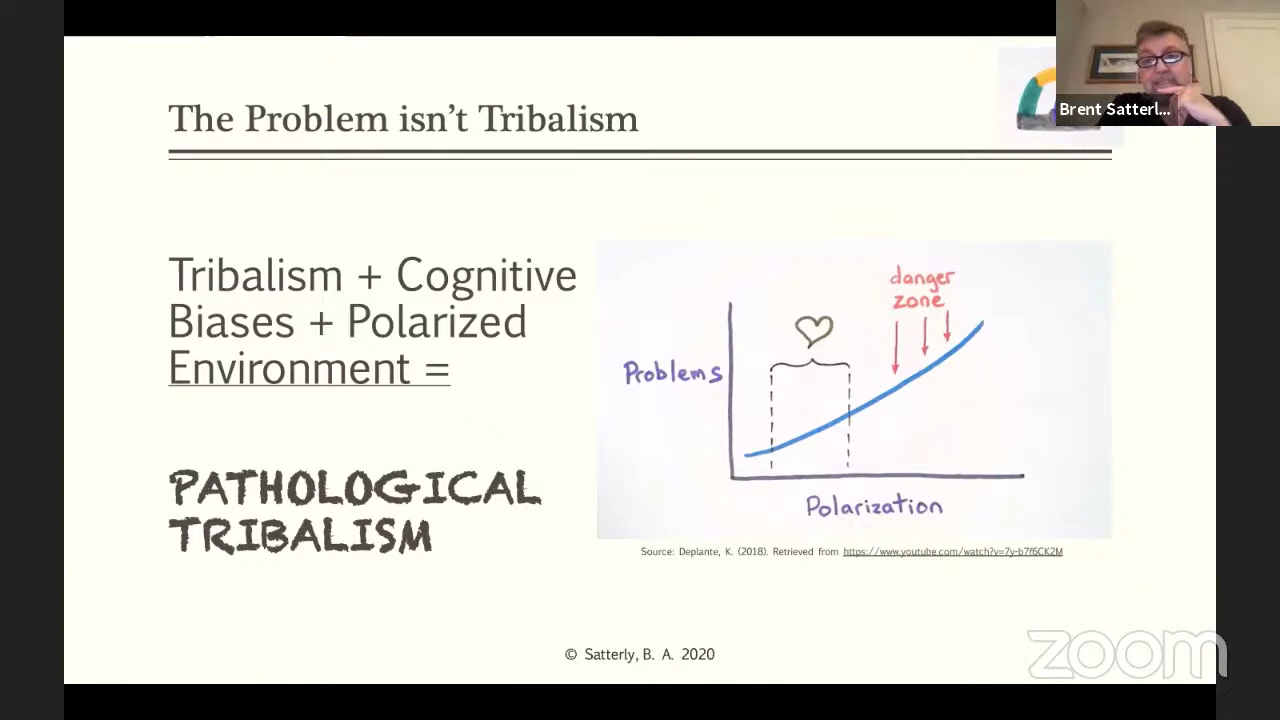 The Problem isn't Tribalism
Brent Satterl...
Tribalism + Cognitive
Biases + Polarized
Environment =
PATHOLOGICAL
TRIBALISM
danger
zone
Problems
Polarization
Source: Deplante, K. (2018). Retrieved from https://www.youtube.com/watch?v=7y-b7f6CK2M
© Satterly, B. A. 2020
zoom